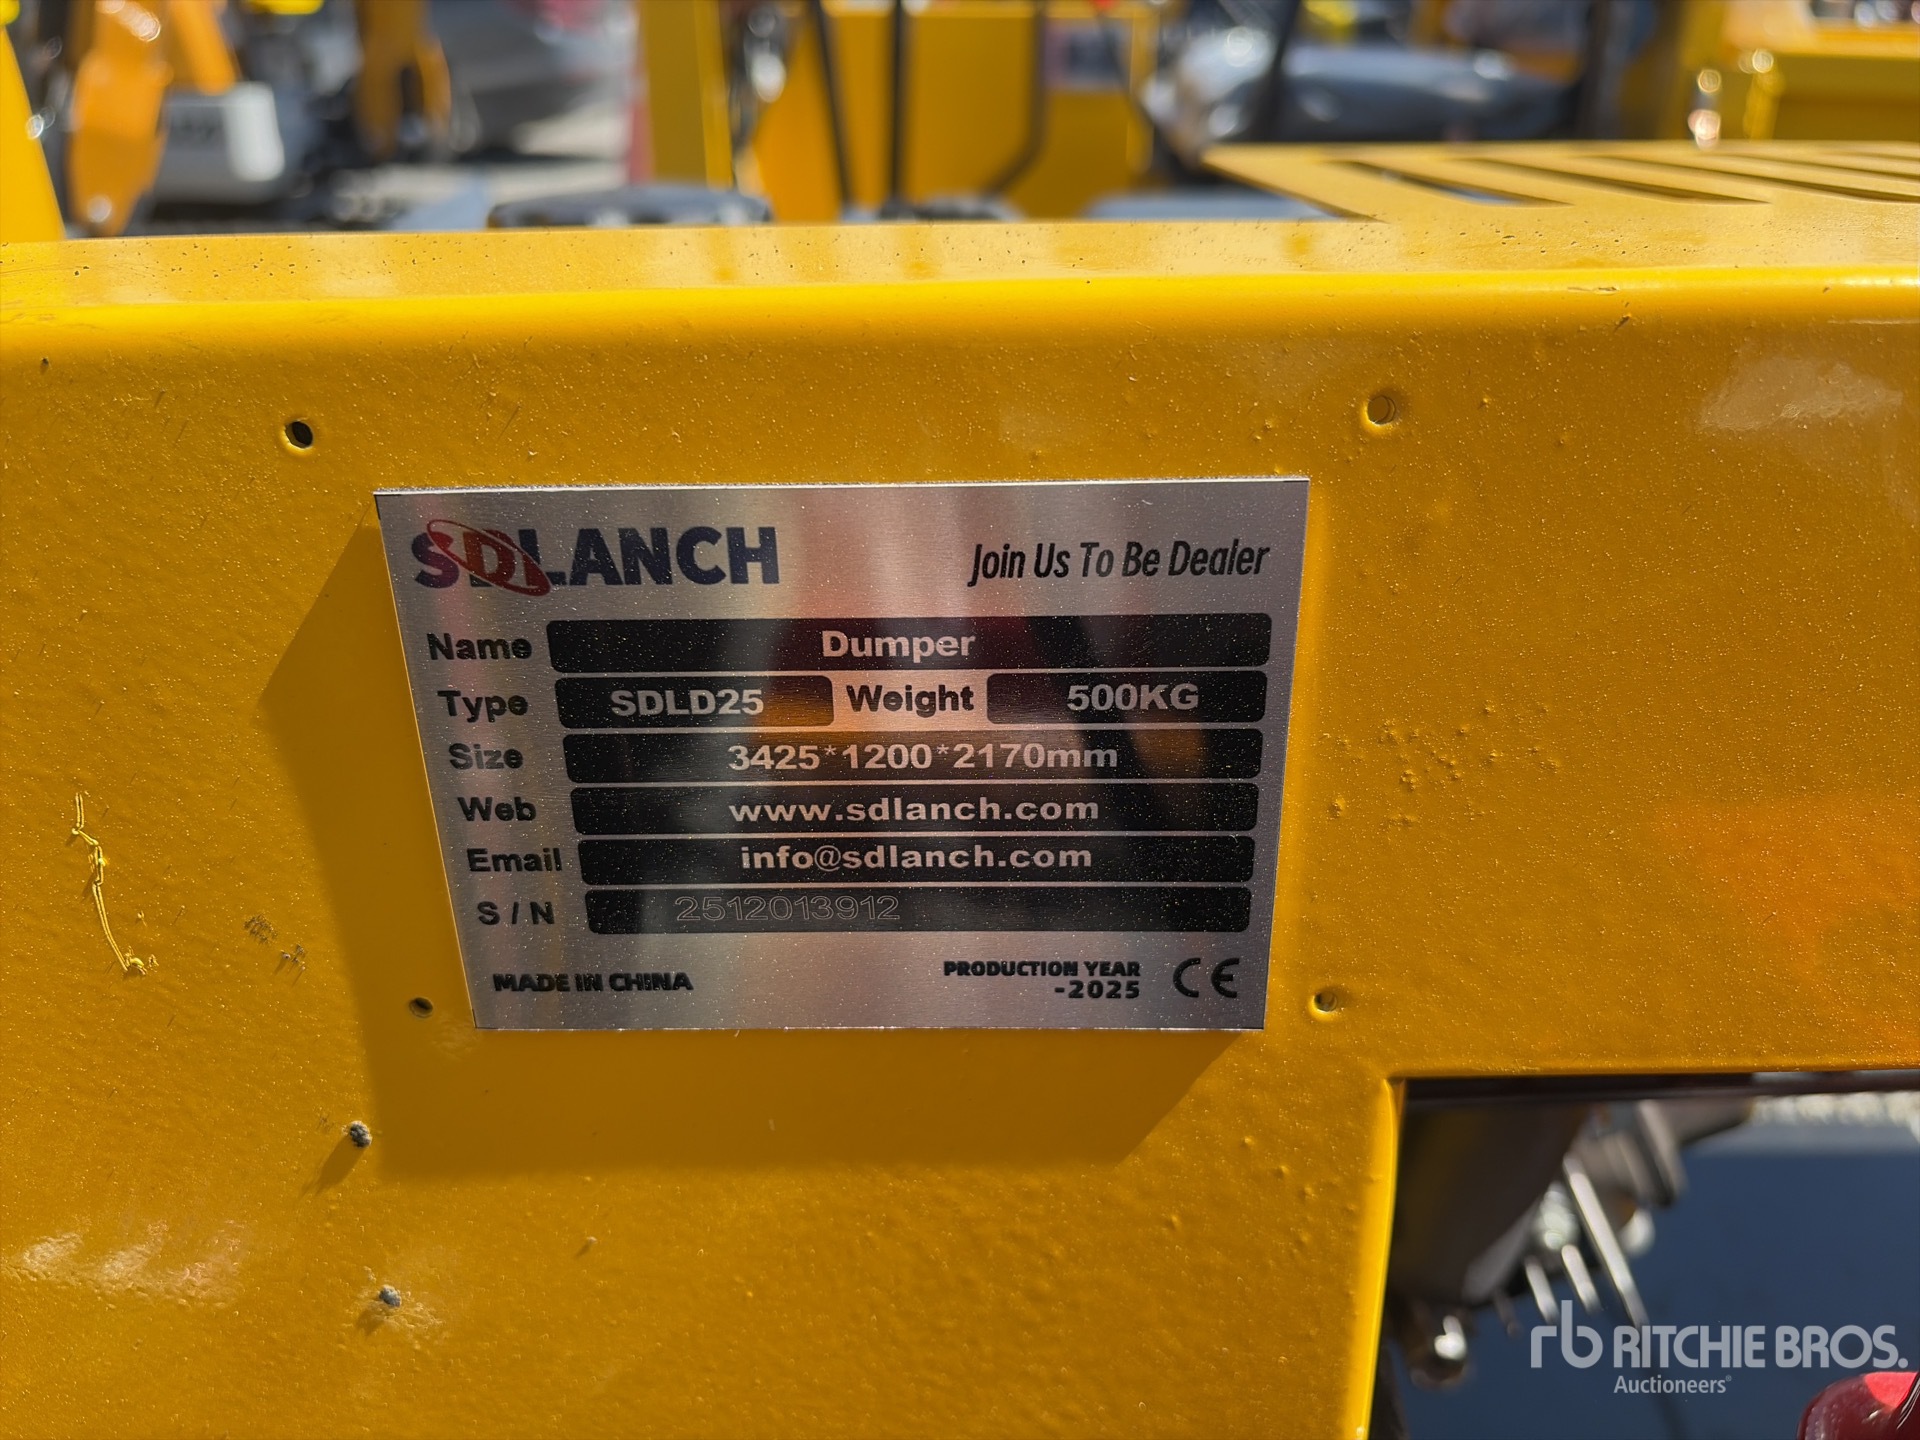 SDLANCH Join Us To Be Dealer
Name Dumper
Type SDLD25 Weight 500KG
Size 3425*1200*2170mm
Web www.sdlanch.com
Email info@sdlanch.com
S/N 2512013912
MADE IN CHINA PRODUCTION YEAR
-2025 CE
rb RITCHIE BROS.
Auctioneers®